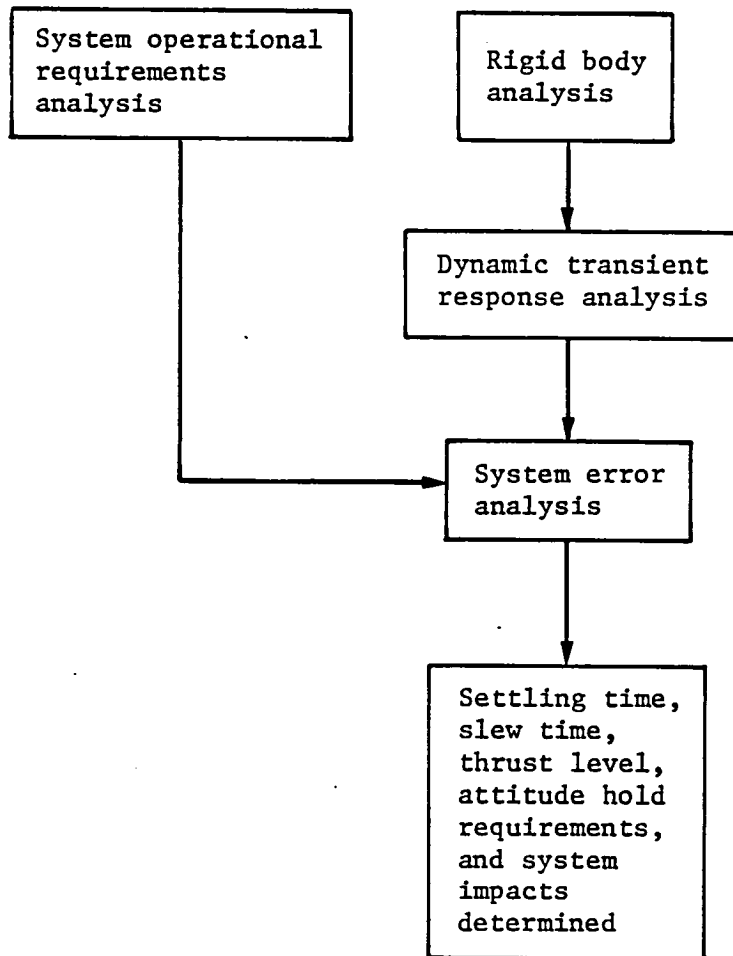 System operational
requirements
analysis
Rigid body
analysis
Dynamic transient
response analysis
System error
analysis
Settling time,
slew time,
thrust level,
attitude hold
requirements,
and system
impacts
determined